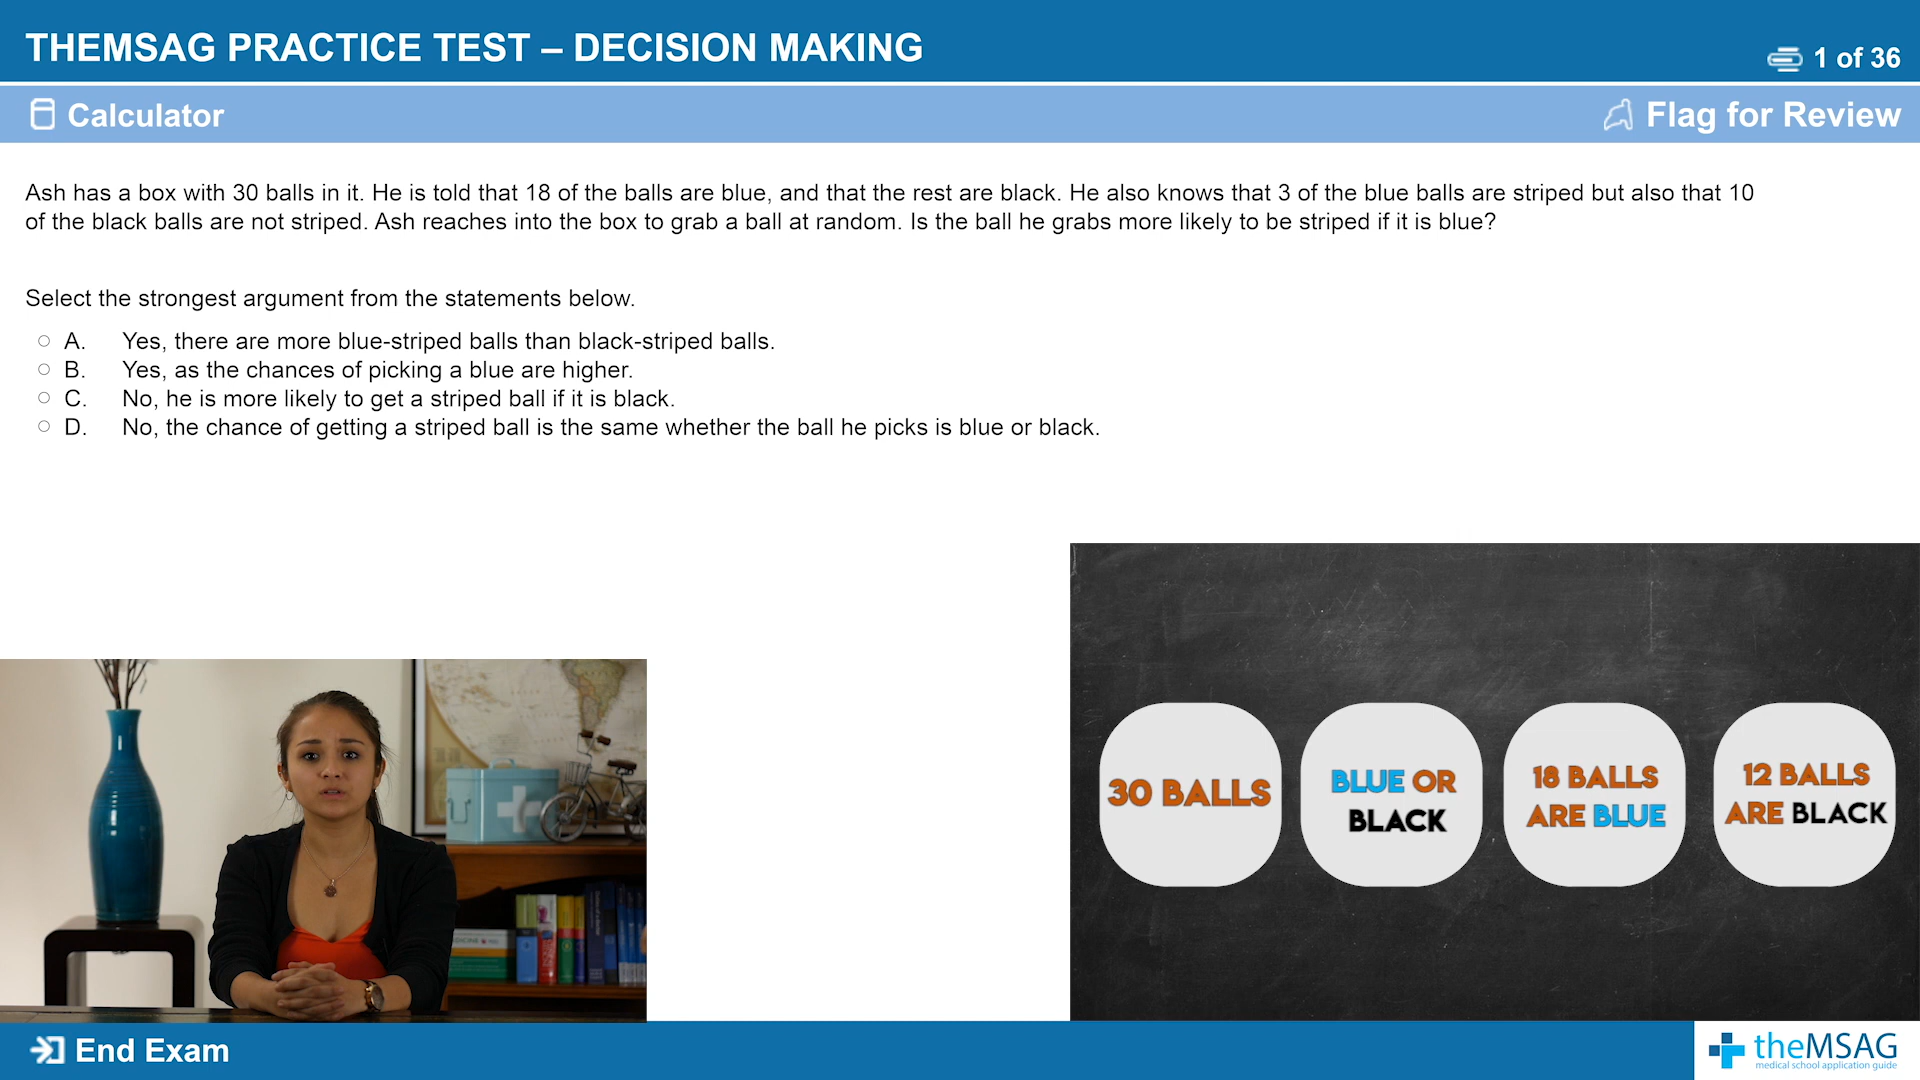 THEMSAG PRACTICE TEST – DECISION MAKING
1 of 36
Calculator
Flag for Review
Ash has a box with 30 balls in it. He is told that 18 of the balls are blue, and that the rest are black. He also knows that 3 of the blue balls are striped but also that 10
of the black balls are not striped. Ash reaches into the box to grab a ball at random. Is the ball he grabs more likely to be striped if it is blue?
Select the strongest argument from the statements below.
A. Yes, there are more blue-striped balls than black-striped balls.
B. Yes, as the chances of picking a blue are higher.
C. No, he is more likely to get a striped ball if it is black.
D. No, the chance of getting a striped ball is the same whether the ball he picks is blue or black.
30 BALLS
BLUE OR
BLACK
18 BALLS
ARE BLUE
12 BALLS
ARE BLACK
End Exam
theMSAG
medical school application guide